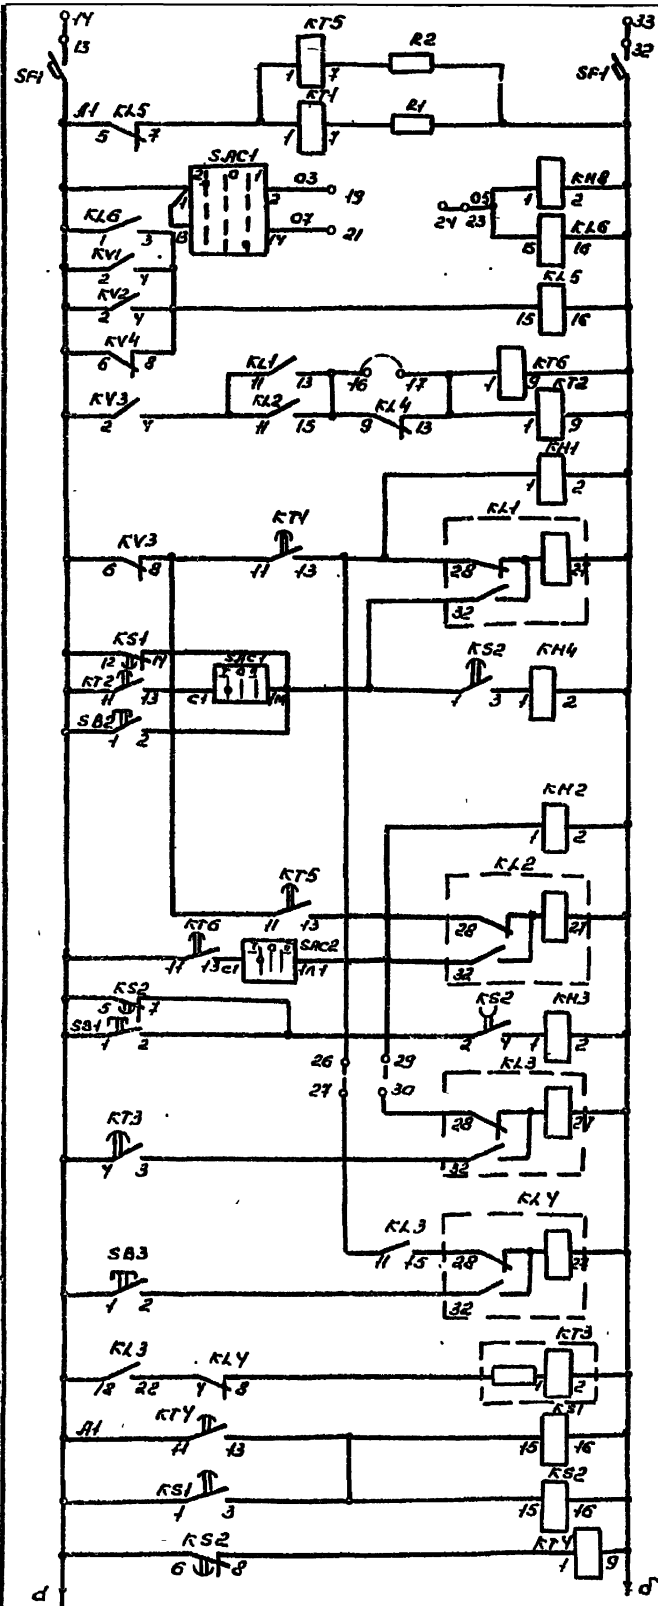 14 KT5 33
13 R2 32
SF1 1 7 SF1
KT1
A1 KL5 R1
5 7 1 7
SAC1
2 0 1 03 KH8
1 2 19 05 1 2
KL6 07 24 23 KL6
1 3 13 14 21 15 16
KV1
2 4 KL5
KV2
2 4 15 16
KV4
6 8 KL1 KT6
11 13 16 17 1 9
KV3 KL2 KL4 KT2
2 4 11 15 9 13 1 9
KH1
1 2
KT1 KL1
KV3
6 8 11 13 28 27
32
KS1 SAC1 KS2 KH4
12 14
KT2
11 13 C1 1 3 1 2
SB2
1 2
KH2
1 2
KT5 KL2
11 13 28 27
KT6 SAC2
11 13 C1 1П1 32
KS2 KS2 KH3
5 7
SB1
1 2 2 4 1 2
26 29 KL3
27 30
KT3 28 27
4 3 32
KL4
KL3
SB3 11 15 28 27
1 2 32
KL3 KL4 KT3
18 22 4 8 1 2
A1 KT4 KS1
11 13 15 16
KS1 KS2
1 3 15 16
KS2 KT4
6 8 1 9
d б